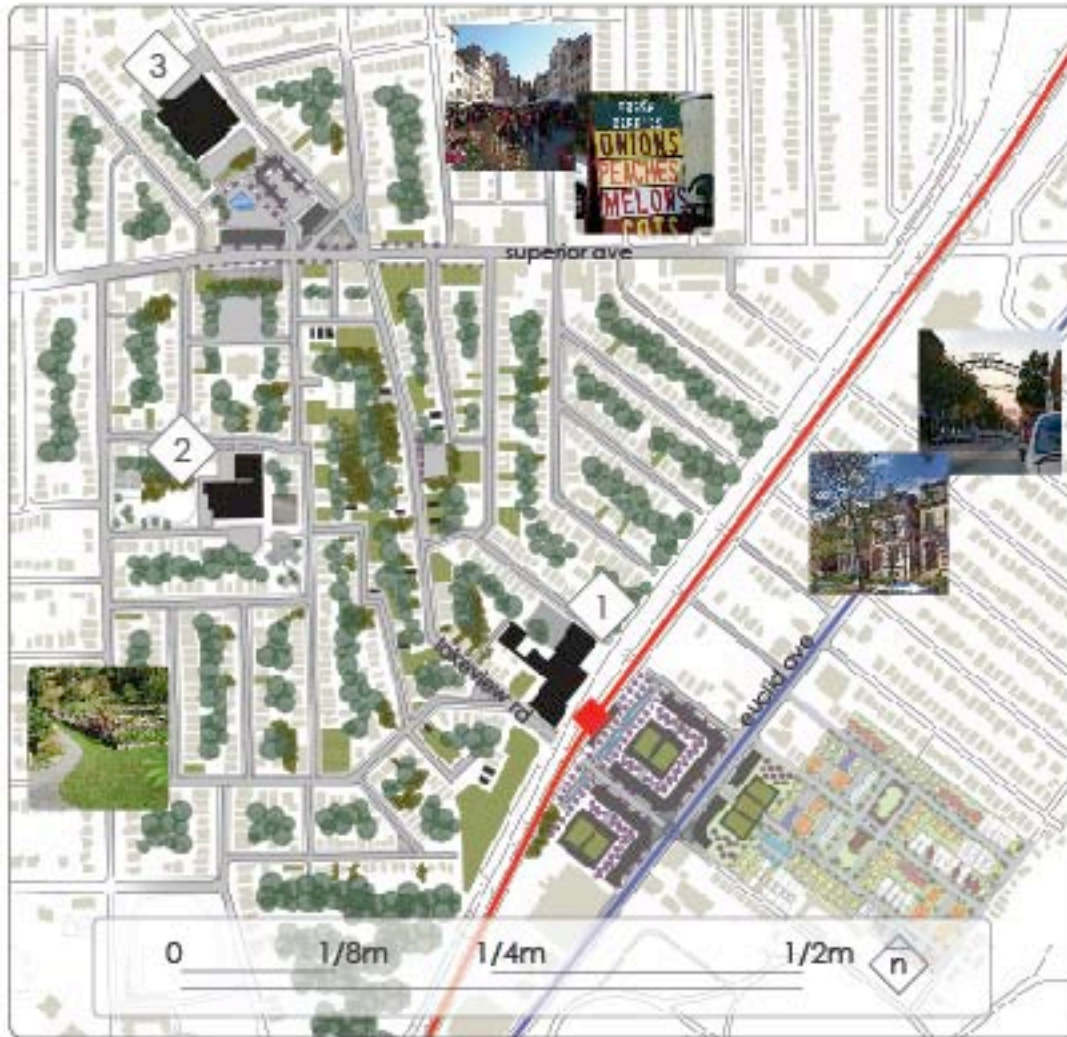 3
ONIONS
PEACHES
MELONS
superior ave
2
1
lakeview rd
euclid ave
0 1/8m 1/4m 1/2m n